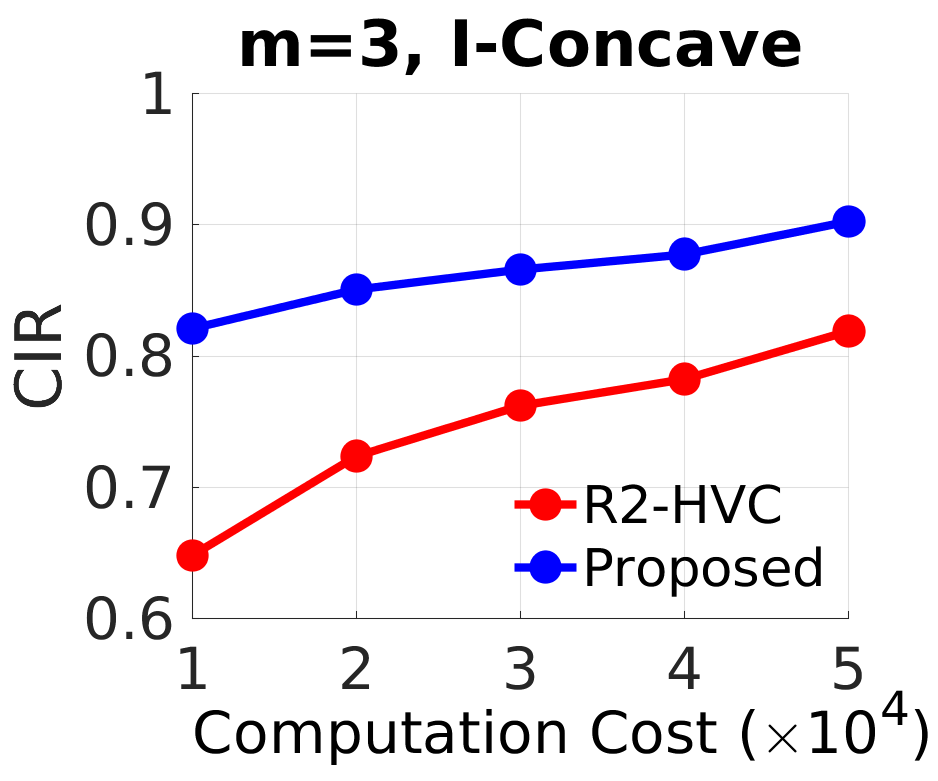 m=3, I-Concave
1
0.9
0.8
0.7
0.6
CIR
R2-HVC
Proposed
1 2 3 4 5
Computation Cost (×10⁴)